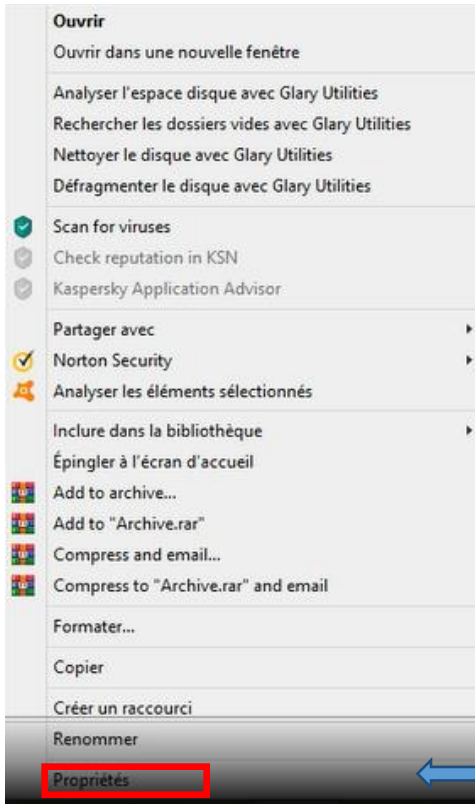 Ouvrir
Ouvrir dans une nouvelle fenêtre
Analyser l'espace disque avec Glary Utilities
Rechercher les dossiers vides avec Glary Utilities
Nettoyer le disque avec Glary Utilities
Défragmenter le disque avec Glary Utilities
Scan for viruses
Check reputation in KSN
Kaspersky Application Advisor
Partager avec
Norton Security
Analyser les éléments sélectionnés
Inclure dans la bibliothèque
Épingler à l'écran d'accueil
Add to archive...
Add to "Archive.rar"
Compress and email...
Compress to "Archive.rar" and email
Formater...
Copier
Créer un raccourci
Renommer
Propriétés